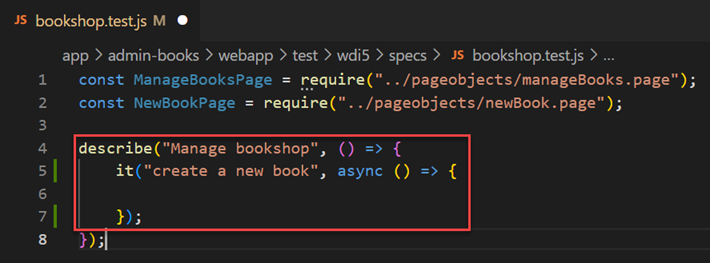 JS bookshop.test.js M
app > admin-books > webapp > test > wdi5 > specs > JS bookshop.test.js > ...
1 const ManageBooksPage = require("../pageobjects/manageBooks.page");
2 const NewBookPage = require("../pageobjects/newBook.page");
3
4 describe("Manage bookshop", () => {
5     it("create a new book", async () => {
6
7     });
8 });